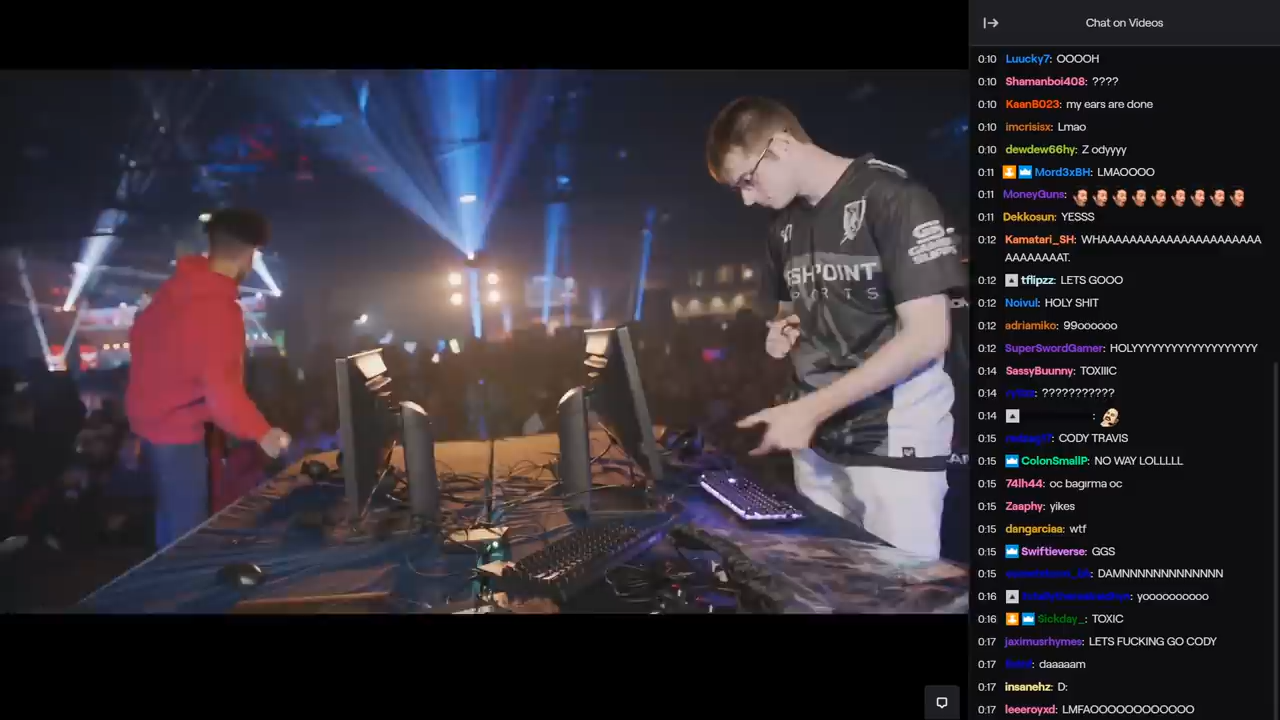 Chat on Videos
0:10 Luucky7: OOOOH
0:10 Shamanboi408: ????
0:10 KaanB023: my ears are done
0:10 imcrisisx: Lmao
0:10 dewdew66hy: Z odyyyy
0:11 Mord3xBH: LMAOOOO
0:11 MoneyGuns:
0:11 Dekkosun: YESSS
0:12 Kamatari_SH: WHAAAAAAAAAAAAAAAAAAAAAA
AAAAAAAAT.
0:12 tflipzz: LETS GOOO
0:12 Noivul: HOLY SHIT
0:12 adriamiko: 99oooooo
0:12 SuperSwordGamer: HOLYYYYYYYYYYYYYYYYYY
0:14 SassyBuunny: TOXIIIC
0:14 : ???????????
0:14 :
0:15 : CODY TRAVIS
0:15 ColonSmallP: NO WAY LOLLLLL
0:15 74lh44: oc bagırma oc
0:15 Zaaphy: yikes
0:15 dangarciaa: wtf
0:15 Swiftieverse: GGS
0:15 : DAMNNNNNNNNNNNNN
0:16 : yoooooooooo
0:16 Sickday_: TOXIC
0:17 jaximusrhymes: LETS FUCKING GO CODY
0:17 : daaaaam
0:17 insanehz: D:
0:17 leeeroyxd: LMFAOOOOOOOOOOOO